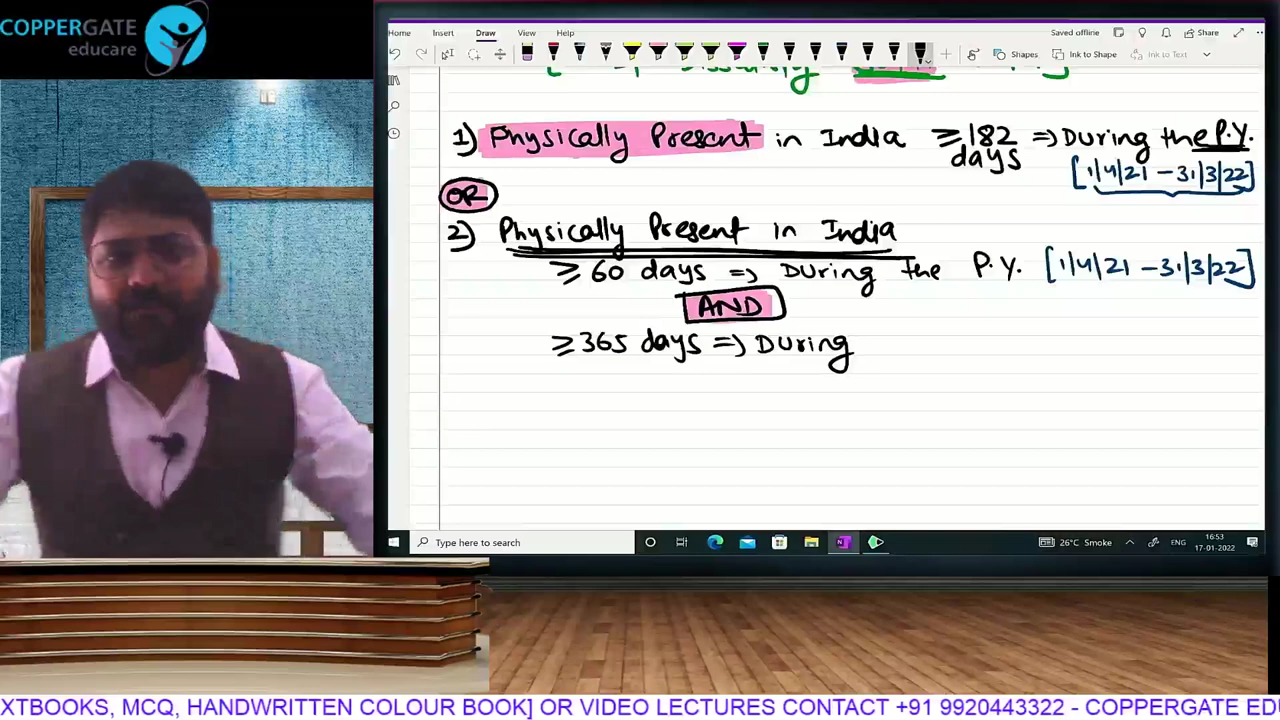 COPPERGATE
educare
Home Insert Draw View Help
Saved offline
Share
Shapes Ink to Shape Ink to Text
1) Physically Present in India ≥182 days => During the P.Y.
[1/4/21 - 31/3/22]
OR
2) Physically Present in India
≥ 60 days => During the P.Y. [1/4/21 - 31/3/22]
AND
≥ 365 days => During
Type here to search
26°C Smoke ENG 16:53
17-01-2022
XTBOOKS, MCQ, HANDWRITTEN COLOUR BOOK] OR VIDEO LECTURES CONTACT +91 9920443322 - COPPERGATE ED